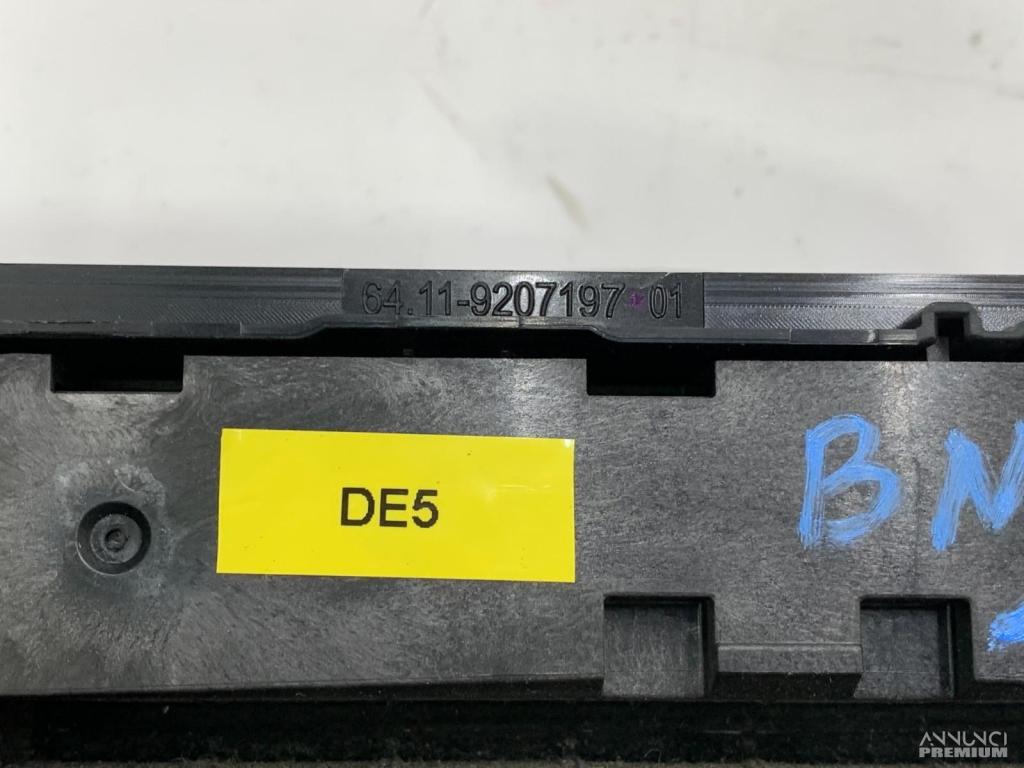 64.11-9207197*01
DE5
BN
ANNUNCI
PREMIUM